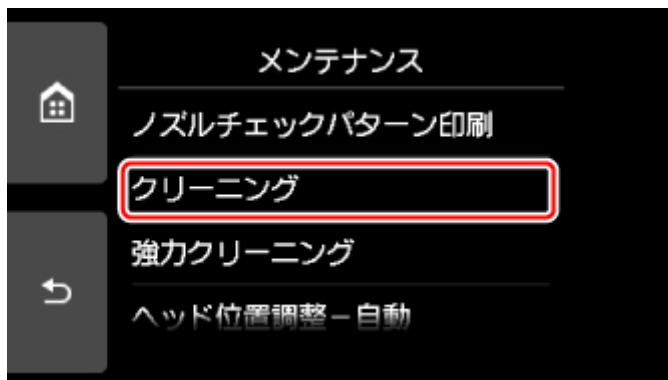 メンテナンス
ノズルチェックパターン印刷
クリーニング
強力クリーニング
ヘッド位置調整－自動